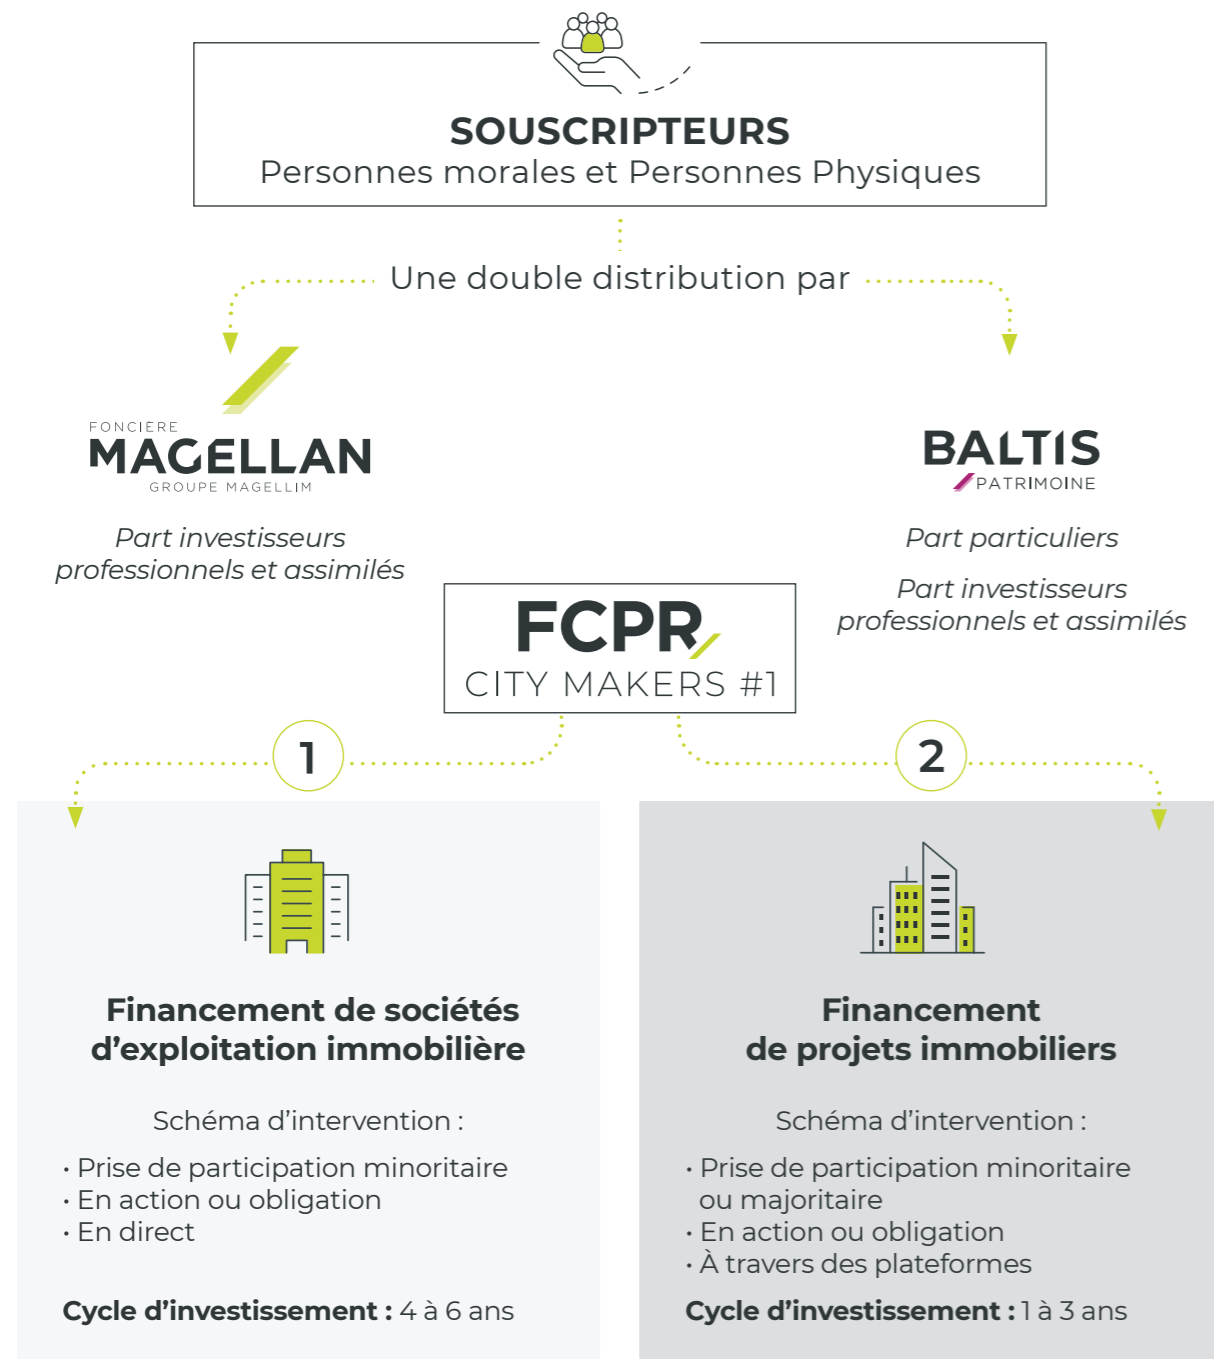 SOUSCRIPTEURS
Personnes morales et Personnes Physiques
Une double distribution par
FONCIÈRE
MAGELLAN
GROUPE MAGELLIM
Part investisseurs
professionnels et assimilés
BALTIS
PATRIMOINE
Part particuliers
Part investisseurs
professionnels et assimilés
FCPR
CITY MAKERS #1
1
Financement de sociétés
d’exploitation immobilière
Schéma d’intervention :
• Prise de participation minoritaire
• En action ou obligation
• En direct
Cycle d’investissement : 4 à 6 ans
2
Financement
de projets immobiliers
Schéma d’intervention :
• Prise de participation minoritaire
ou majoritaire
• En action ou obligation
• À travers des plateformes
Cycle d’investissement : 1 à 3 ans